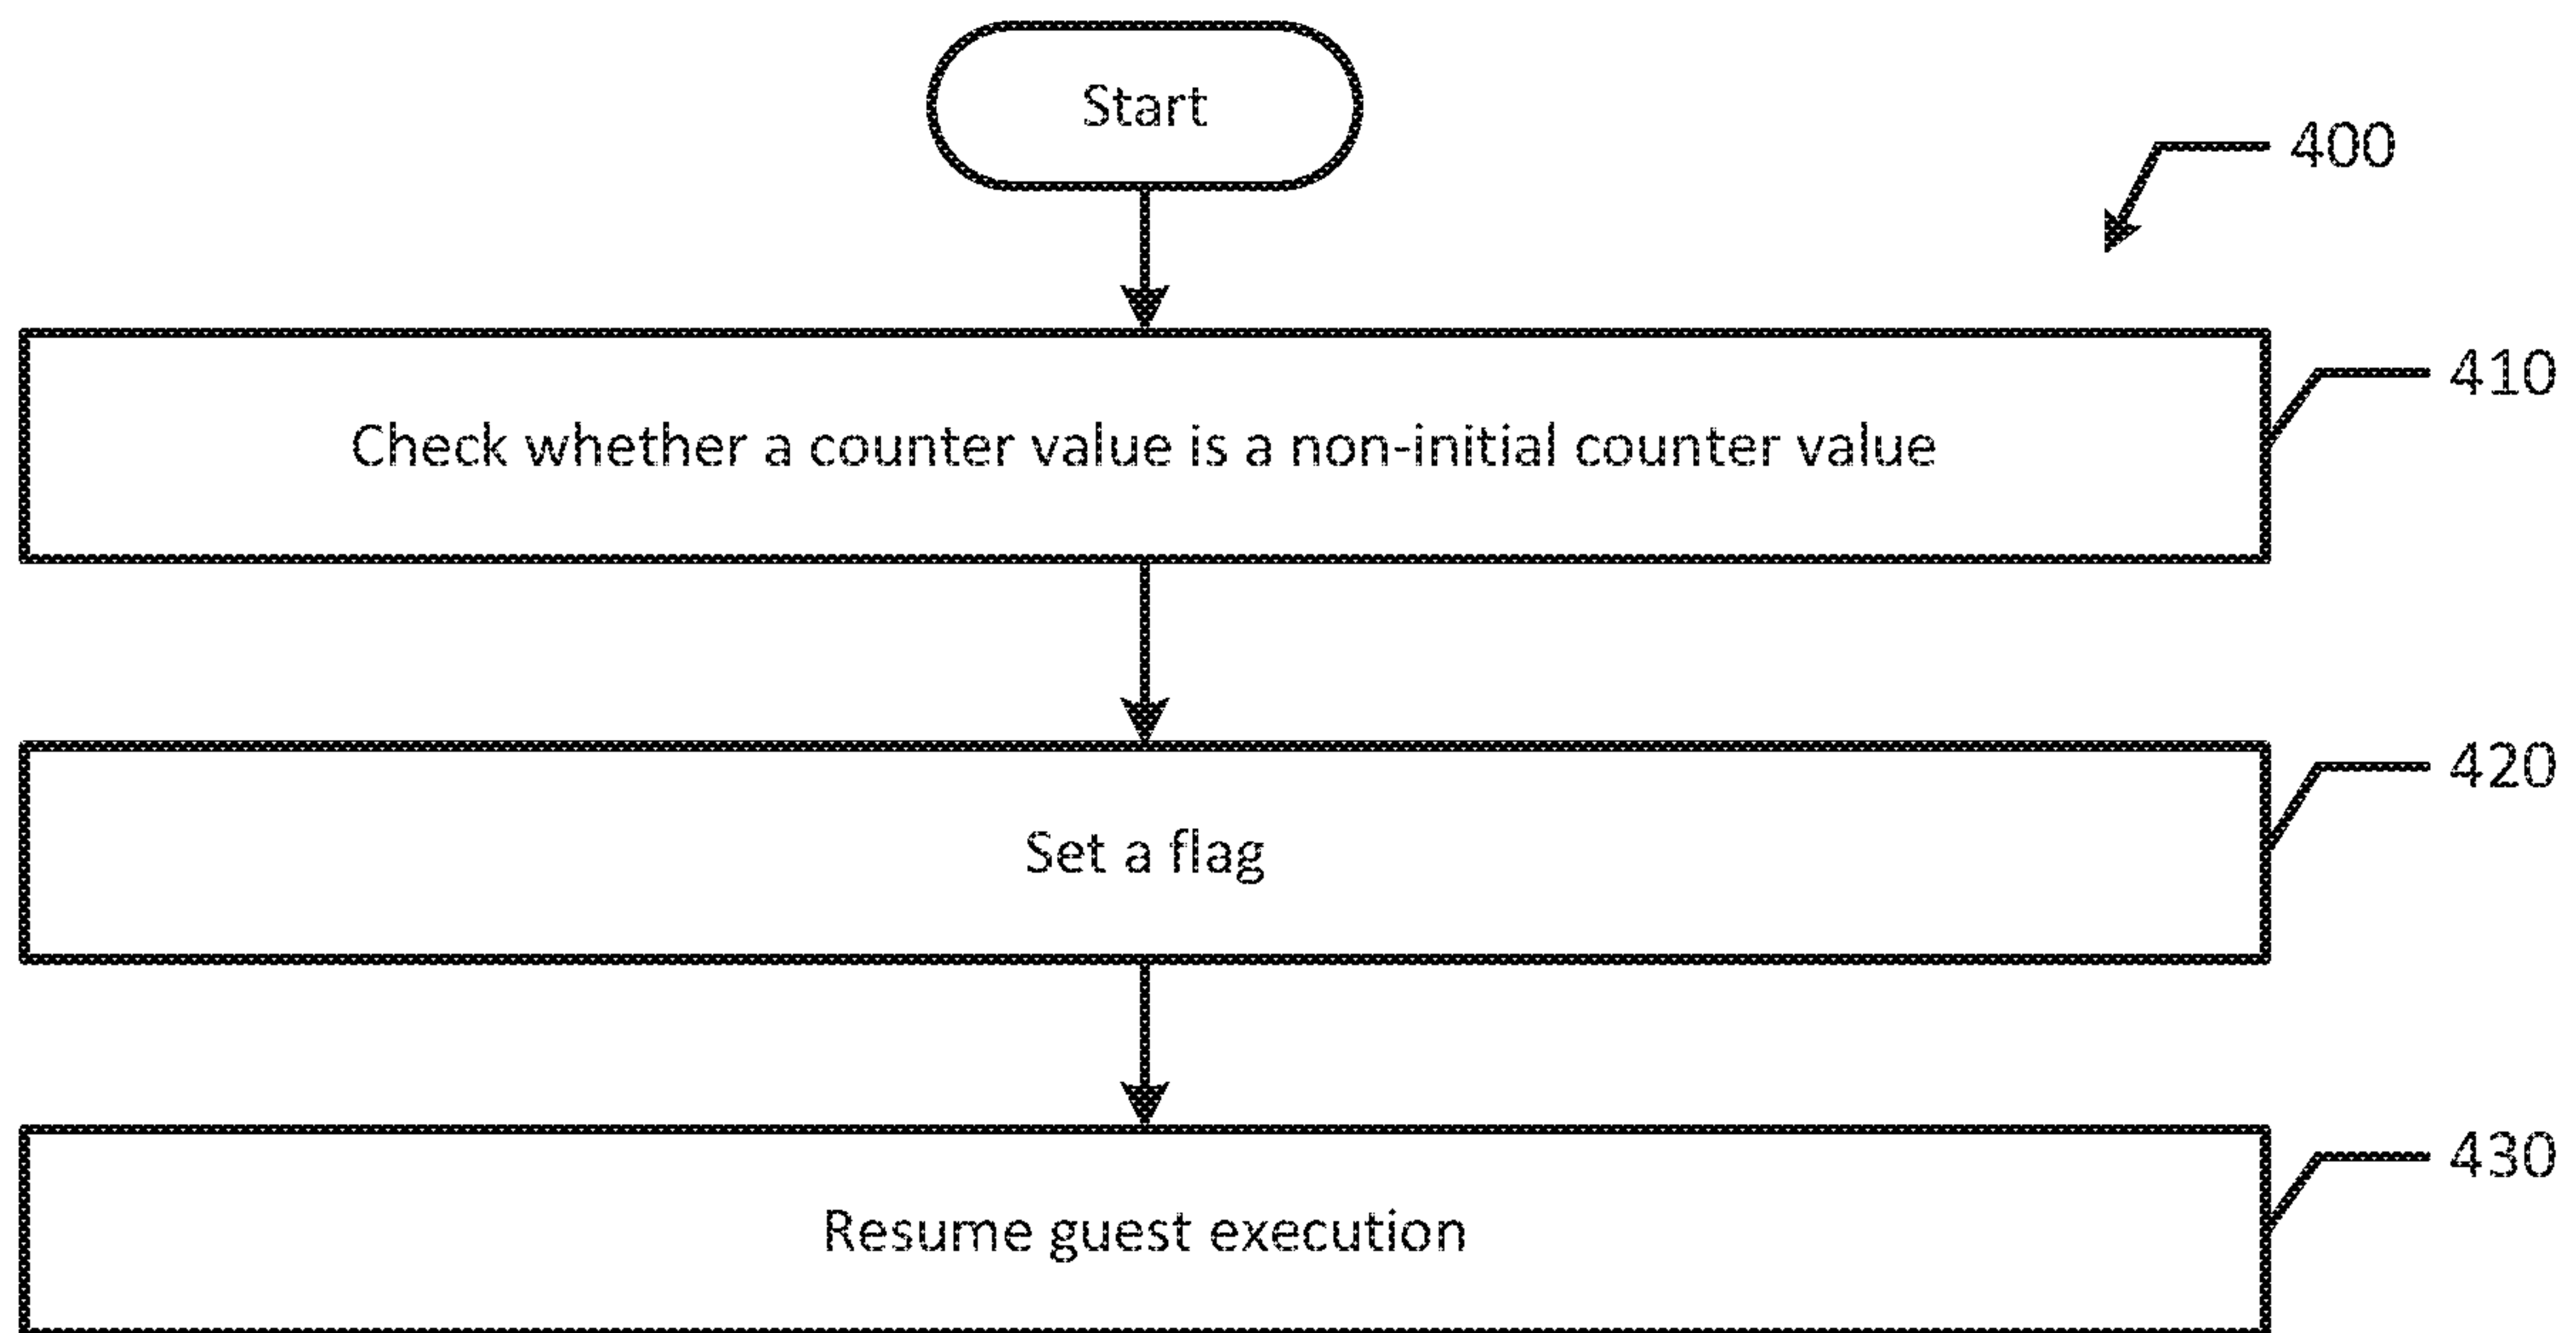 Start
400
Check whether a counter value is a non-initial counter value
410
Set a flag
420
Resume guest execution
430